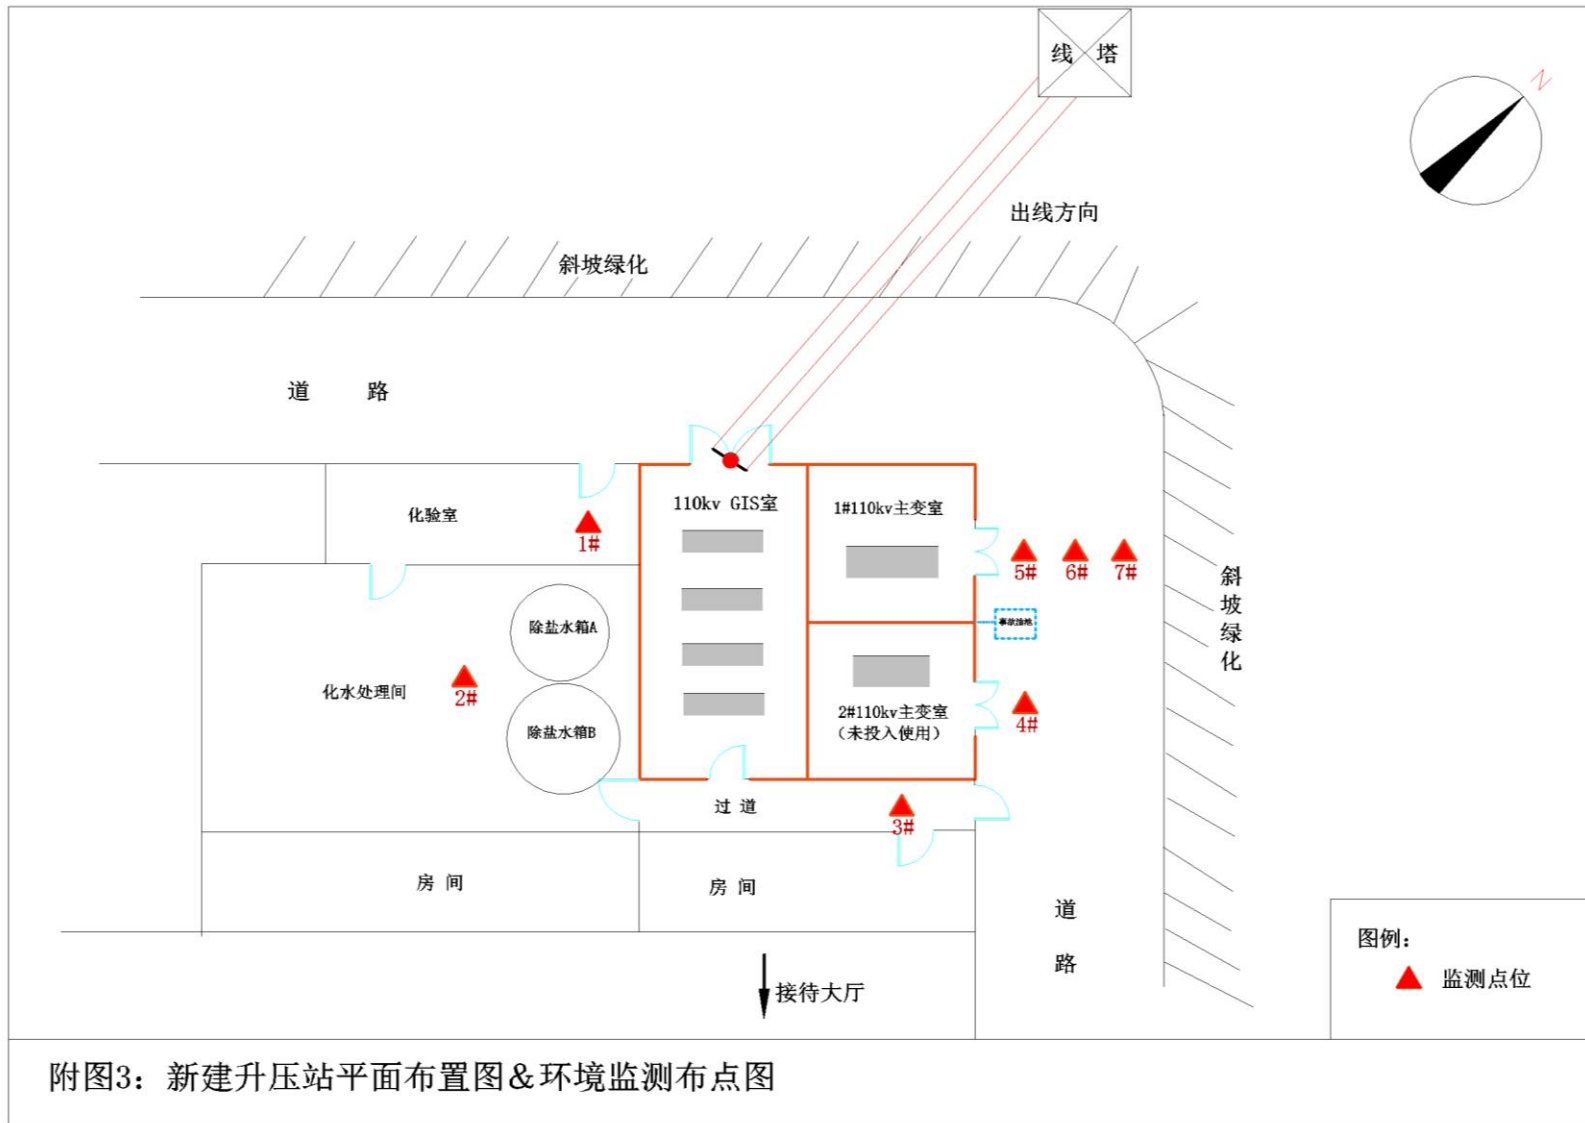 线 塔
N
出线方向
斜坡绿化
道 路
化验室
1#
110kv GIS室
1#110kv主变室
5#
6#
7#
斜坡绿化
事故油池
除盐水箱A
化水处理间
2#
除盐水箱B
2#110kv主变室
（未投入使用）
4#
过 道
3#
房 间
房 间
道
路
接待大厅
图例：
监测点位
附图3：新建升压站平面布置图&环境监测布点图